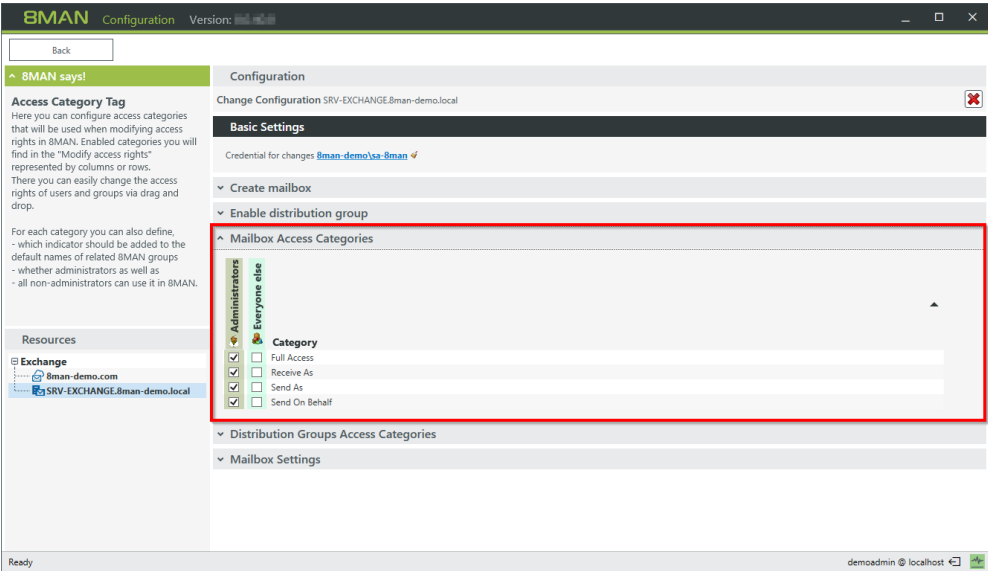 8MAN Configuration Version:
Back
8MAN says!
Access Category Tag
Here you can configure access categories
that will be used when modifying access
rights in 8MAN. Enabled categories you will
find in the "Modify access rights"
represented by columns or rows.
There you can easily change the access
rights of users and groups via drag and
drop.
For each category you can also define,
- which indicator should be added to the
default names of related 8MAN groups
- whether administrators as well as
- all non-administrators can use it in 8MAN.
Resources
Exchange
8man-demo.com
SRV-EXCHANGE.8man-demo.local
Configuration
Change Configuration SRV-EXCHANGE.8man-demo.local
Basic Settings
Credential for changes 8man-demo\sa-8man
Create mailbox
Enable distribution group
Mailbox Access Categories
Administrators
Everyone else
Category
Full Access
Receive As
Send As
Send On Behalf
Distribution Groups Access Categories
Mailbox Settings
Ready
demoadmin @ localhost